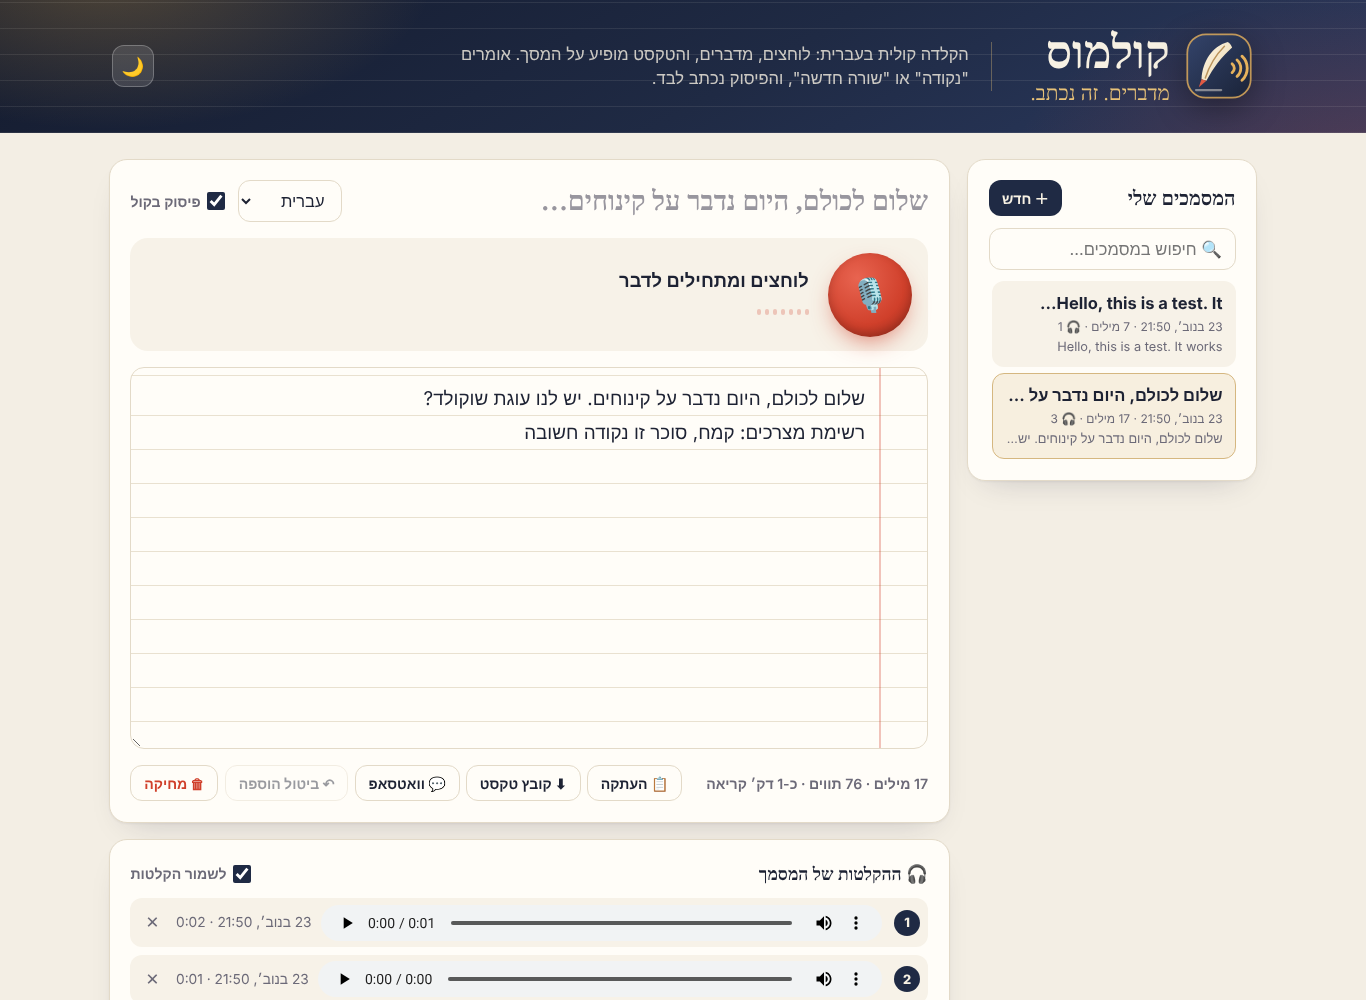 קולמוס
מדברים. זה נכתב.
הקלדה קולית בעברית: לוחצים, מדברים, והטקסט מופיע על המסך. אומרים
"נקודה" או "שורה חדשה", והפיסוק נכתב לבד.
המסמכים שלי
+ חדש
חיפוש במסמכים...
Hello, this is a test. It...
23 בנוב׳, 21:50 · 7 מילים · 🎧 1
Hello, this is a test. It works
שלום לכולם, היום נדבר על ...
23 בנוב׳, 21:50 · 17 מילים · 🎧 3
שלום לכולם, היום נדבר על קינוחים. יש...
שלום לכולם, היום נדבר על קינוחים...
עברית
פיסוק בקול
לוחצים ומתחילים לדבר
שלום לכולם, היום נדבר על קינוחים. יש לנו עוגת שוקולד?
רשימת מצרכים: קמח, סוכר זו נקודה חשובה
17 מילים · 76 תווים · כ-1 דק׳ קריאה
העתקה
קובץ טקסט
וואטסאפ
ביטול הוספה
מחיקה
ההקלטות של המסמך
לשמור הקלטות
1
0:00 / 0:01
23 בנוב׳, 21:50 · 0:02
2
0:00 / 0:00
23 בנוב׳, 21:50 · 0:01